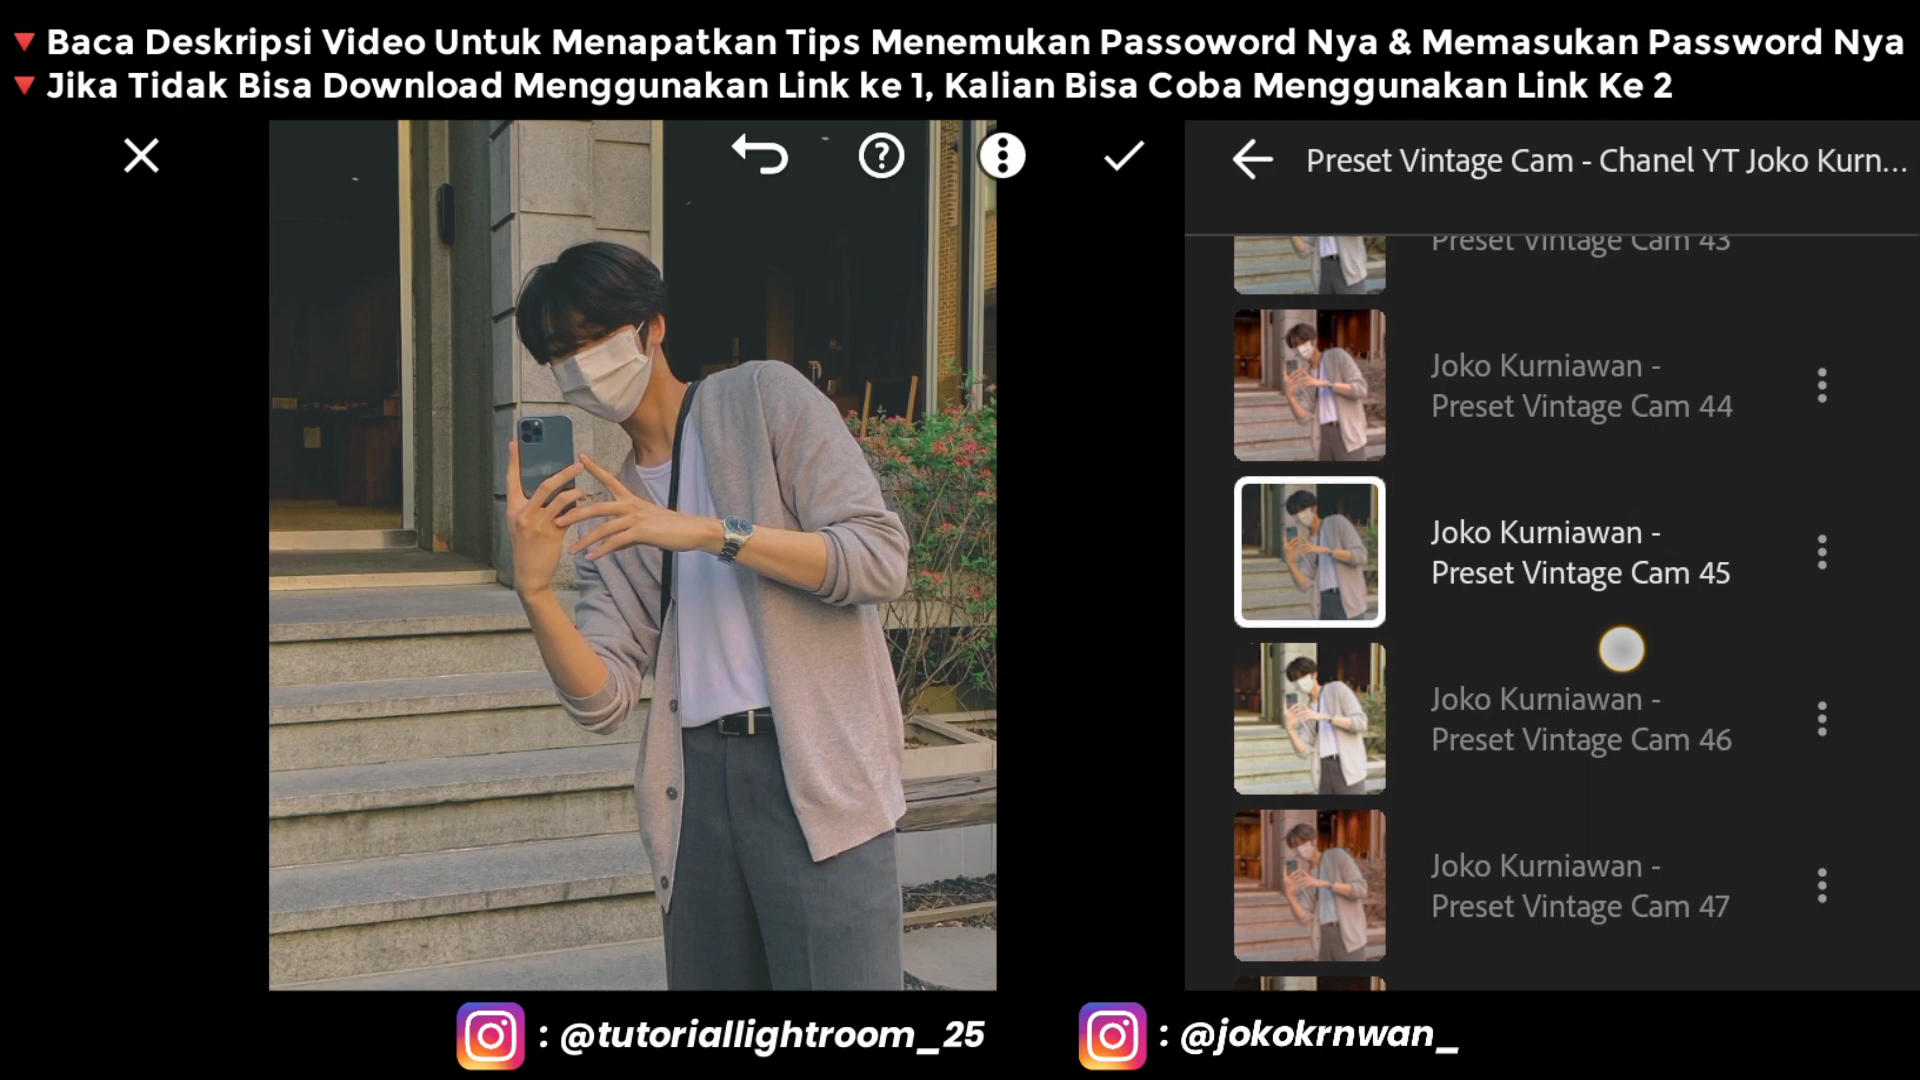 Baca Deskripsi Video Untuk Menapatkan Tips Menemukan Passoword Nya & Memasukan Password Nya
Jika Tidak Bisa Download Menggunakan Link ke 1, Kalian Bisa Coba Menggunakan Link Ke 2
Preset Vintage Cam - Chanel YT Joko Kurn...
Preset Vintage Cam 43
Joko Kurniawan -
Preset Vintage Cam 44
Joko Kurniawan -
Preset Vintage Cam 45
Joko Kurniawan -
Preset Vintage Cam 46
Joko Kurniawan -
Preset Vintage Cam 47
: @tutoriallightroom_25
: @jokokrnwan_